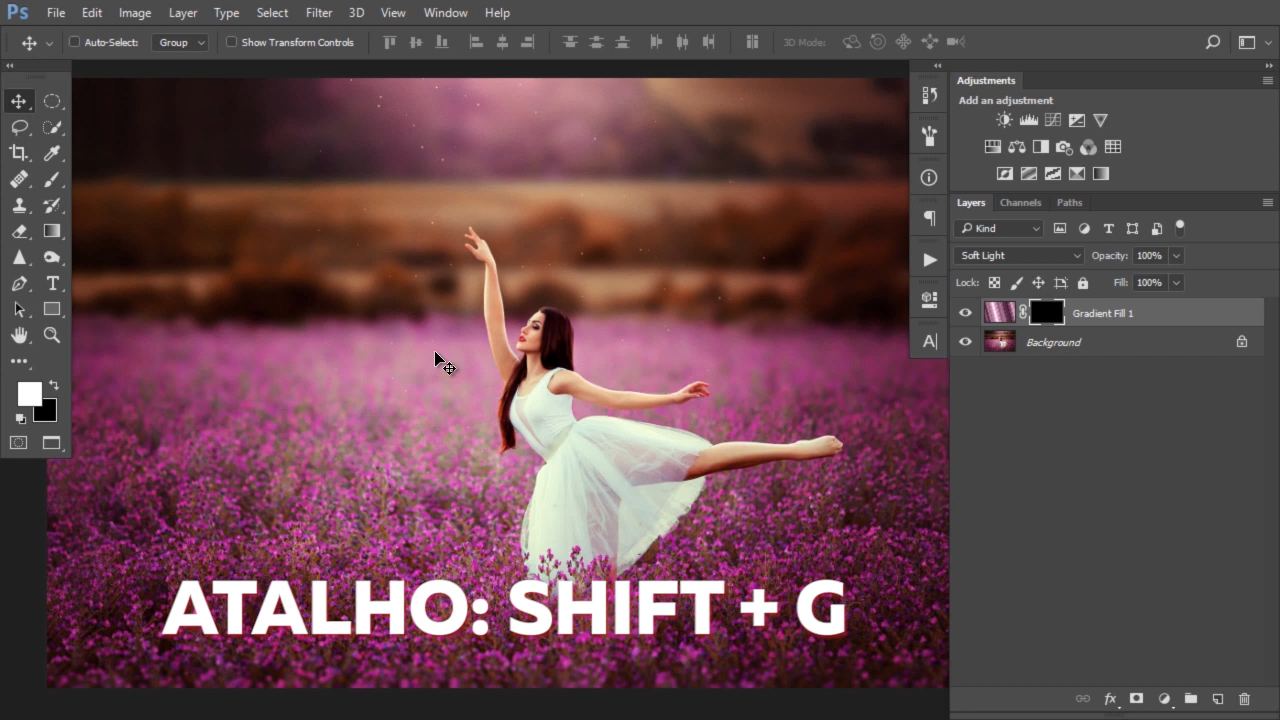 Ps File Edit Image Layer Type Select Filter 3D View Window Help
Auto-Select: Group Show Transform Controls 3D Mode:
Adjustments
Add an adjustment
Layers Channels Paths
Kind
Soft Light Opacity: 100%
Lock: Fill: 100%
Gradient Fill 1
Background
ATALHO: SHIFT + G
fx